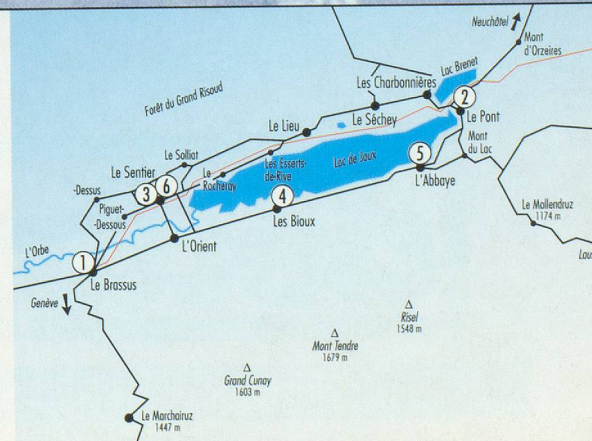 Neuchâtel
Mont
d'Orzeires
Lac Brenet
Les Charbonnières
Forêt du Grand Risoud
2
Le Pont
Le Séchey
Le Lieu
Mont
du Lac
Le Solliat
Les Esserts-
de-Rive
Lac de Joux
5
L'Abbaye
Le Sentier
Le
Rocheray
3
6
-Dessus
Piguet-
-Dessous
4
Les Bioux
Le Mollendruz
1174 m
L'Orient
L'Orbe
1
Le Brassus
Genève
Risel
1548 m
Mont Tendre
1679 m
Grand Cunay
1603 m
Le Marchairuz
1447 m